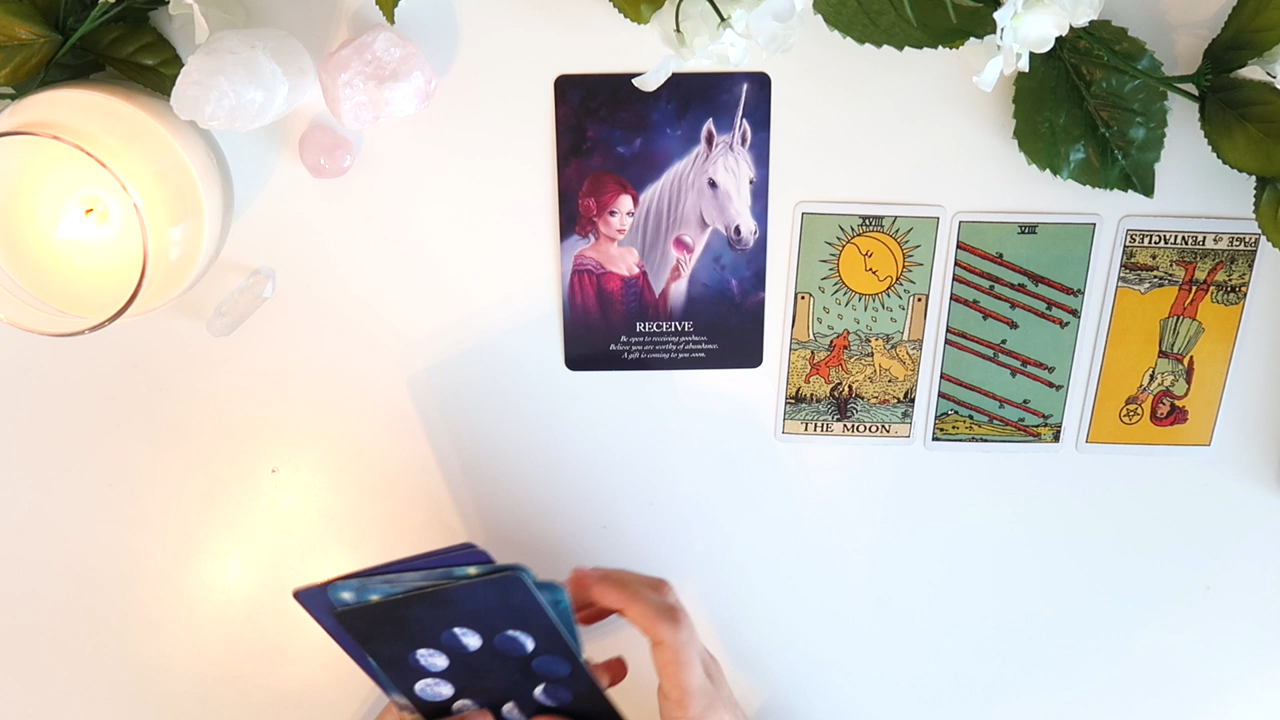 RECEIVE
Be open to receiving goodness.
Believe you are worthy of abundance.
A gift is coming to you soon.
XVIII
THE MOON.
VIII
PAGE of PENTACLES